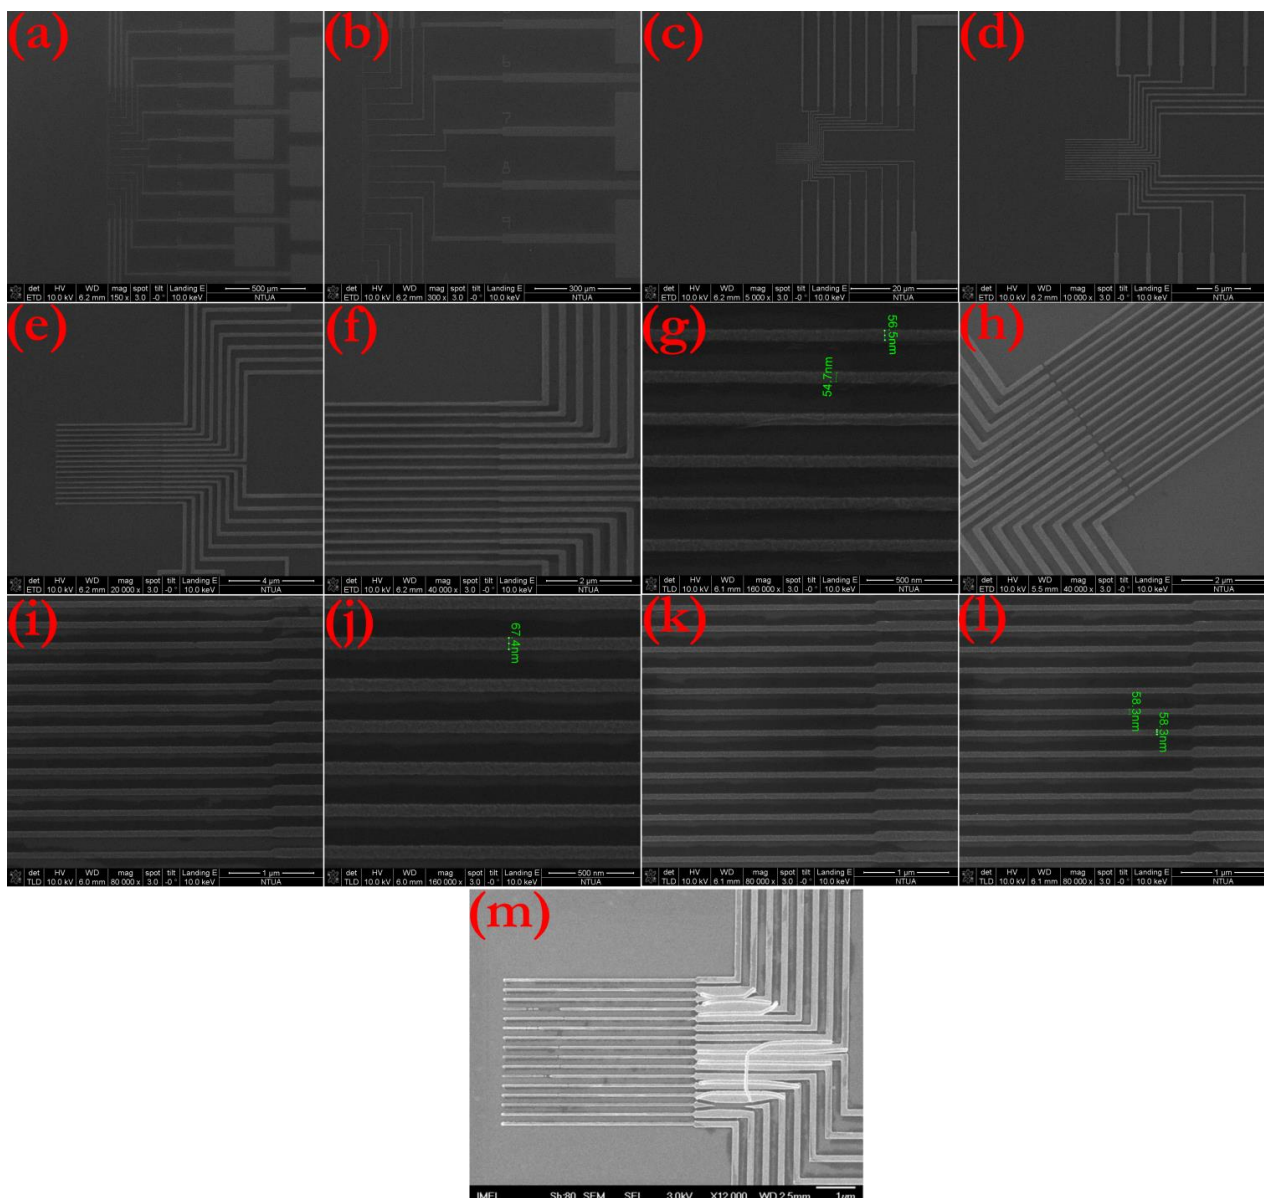 (a)
(b)
(c)
(d)
6
7
8
det HV WD mag spot tilt Landing E 500 µm
ETD 10.0 kV 6.2 mm 150 x 3.0 -0° 10.0 keV NTUA
det HV WD mag spot tilt Landing E 300 µm
ETD 10.0 kV 6.2 mm 300 x 3.0 -0° 10.0 keV NTUA
det HV WD mag spot tilt Landing E 20 µm
ETD 10.0 kV 6.2 mm 5 000 x 3.0 -0° 10.0 keV NTUA
det HV WD mag spot tilt Landing E 5 µm
ETD 10.0 kV 6.2 mm 10 000 x 3.0 -0° 10.0 keV NTUA
(e)
(f)
(g)
56.5nm
54.7nm
(h)
det HV WD mag spot tilt Landing E 4 µm
ETD 10.0 kV 6.2 mm 20 000 x 3.0 -0° 10.0 keV NTUA
det HV WD mag spot tilt Landing E 2 µm
ETD 10.0 kV 6.2 mm 40 000 x 3.0 -0° 10.0 keV NTUA
det HV WD mag spot tilt Landing E 500 nm
TLD 10.0 kV 6.1 mm 160 000 x 3.0 -0° 10.0 keV NTUA
det HV WD mag spot tilt Landing E 2 µm
ETD 10.0 kV 5.5 mm 40 000 x 3.0 -0° 10.0 keV NTUA
(i)
(j)
67.4nm
(k)
(l)
58.3nm
58.3nm
det HV WD mag spot tilt Landing E 1 µm
TLD 10.0 kV 6.0 mm 80 000 x 3.0 -0° 10.0 keV NTUA
det HV WD mag spot tilt Landing E 500 nm
TLD 10.0 kV 6.0 mm 160 000 x 3.0 -0° 10.0 keV NTUA
det HV WD mag spot tilt Landing E 1 µm
TLD 10.0 kV 6.1 mm 80 000 x 3.0 -0° 10.0 keV NTUA
det HV WD mag spot tilt Landing E 1 µm
TLD 10.0 kV 6.1 mm 80 000 x 3.0 -0° 10.0 keV NTUA
(m)
IMEL Sh:80 SEM SEI 3.0kV X12,000 WD 2.5mm 1µm